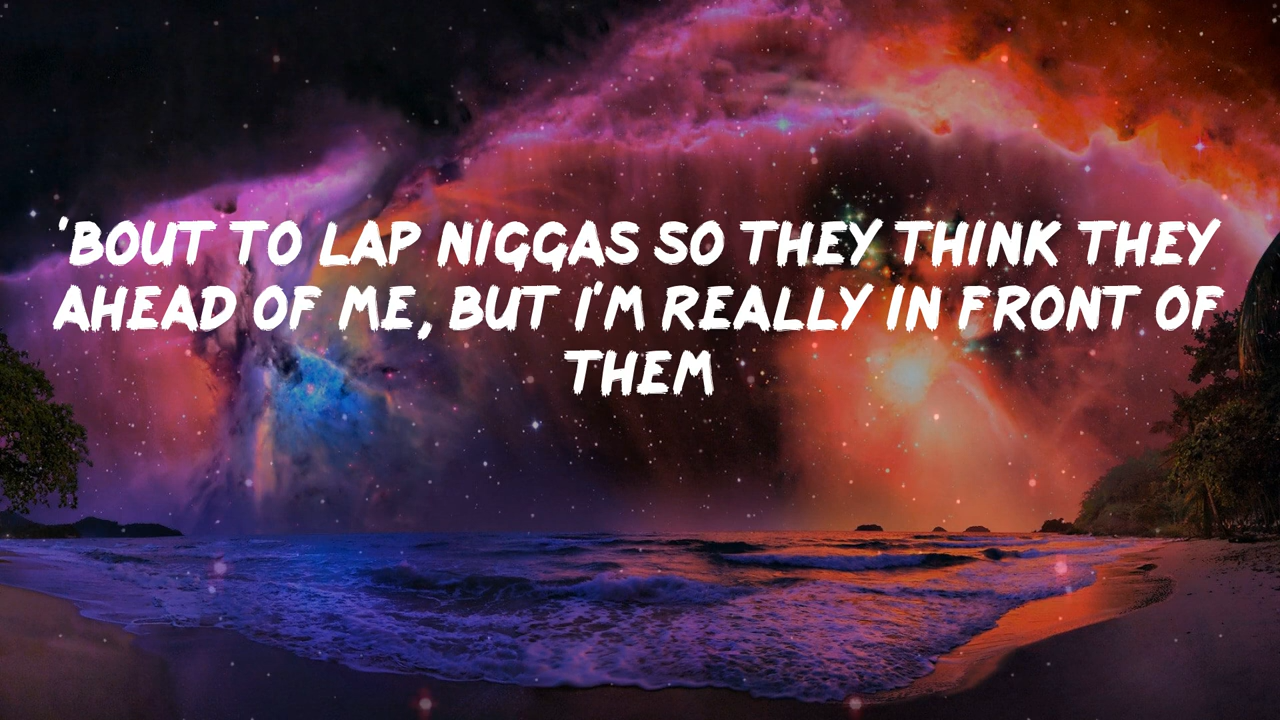 'BOUT TO LAP NIGGAS SO THEY THINK THEY
AHEAD OF ME, BUT I'M REALLY IN FRONT OF
THEM